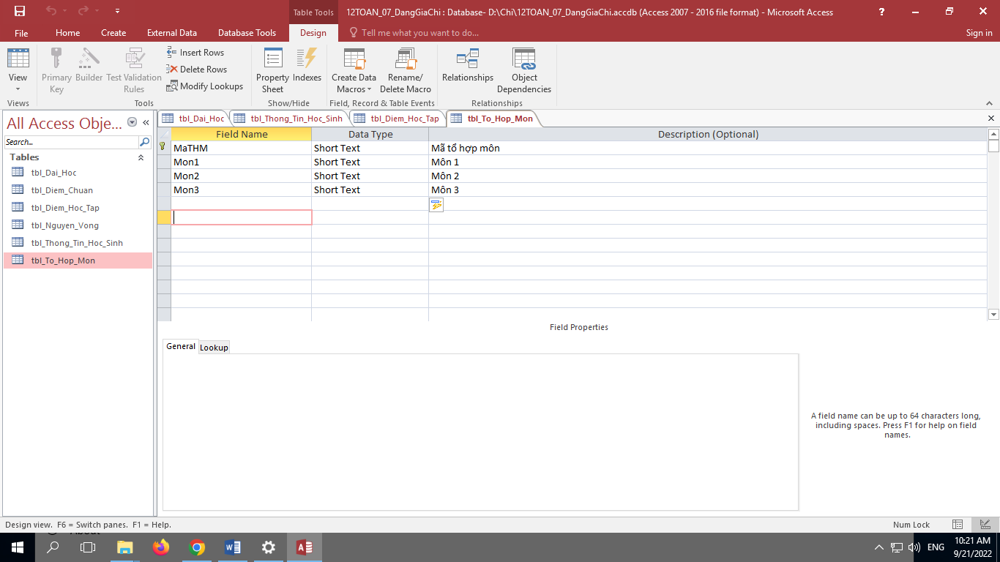 Table Tools
12TOAN_07_DangGiaChi : Database- D:\Chi\12TOAN_07_DangGiaChi.accdb (Access 2007 - 2016 file format) - Microsoft Access
?
File
Home
Create
External Data
Database Tools
Design
Tell me what you want to do...
Sign in
View
Primary Key
Builder
Test Validation Rules
Insert Rows
Delete Rows
Modify Lookups
Property Sheet
Indexes
Create Data Macros
Rename/ Delete Macro
Relationships
Object Dependencies
Views
Tools
Show/Hide
Field, Record & Table Events
Relationships
All Access Obje...
Search...
Tables
tbl_Dai_Hoc
tbl_Diem_Chuan
tbl_Diem_Hoc_Tap
tbl_Nguyen_Vong
tbl_Thong_Tin_Hoc_Sinh
tbl_To_Hop_Mon
tbl_Dai_Hoc
tbl_Thong_Tin_Hoc_Sinh
tbl_Diem_Hoc_Tap
tbl_To_Hop_Mon
Field Name
Data Type
Description (Optional)
MaTHM
Short Text
Mã tổ hợp môn
Mon1
Short Text
Môn 1
Mon2
Short Text
Môn 2
Mon3
Short Text
Môn 3
Field Properties
General
Lookup
A field name can be up to 64 characters long,
including spaces. Press F1 for help on field
names.
Design view. F6 = Switch panes. F1 = Help.
Num Lock
ENG
10:21 AM
9/21/2022